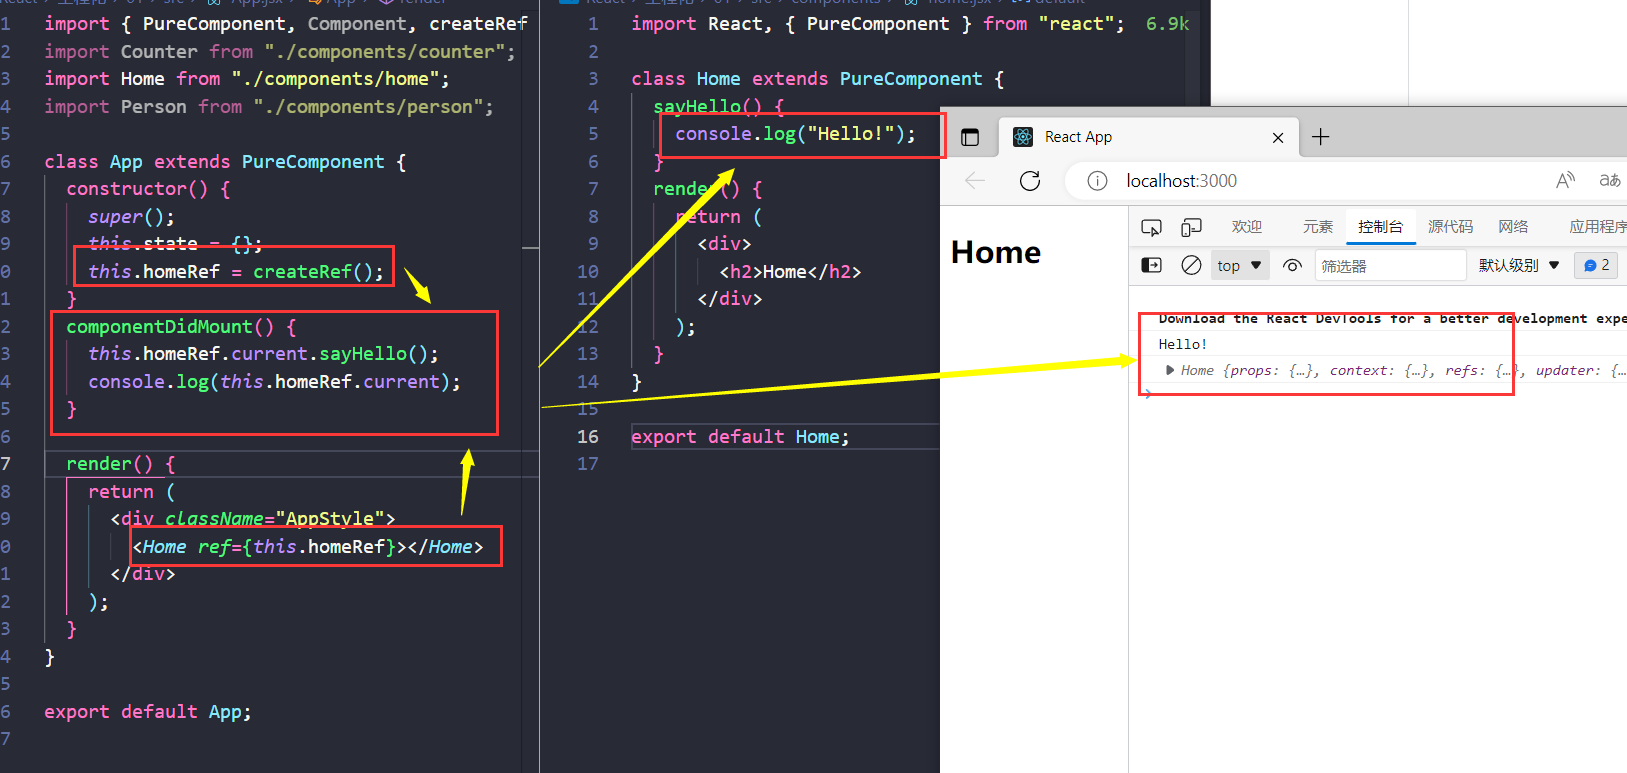 App.jsx
App
render
1 import { PureComponent, Component, createRef
2 import Counter from "./components/counter";
3 import Home from "./components/home";
4 import Person from "./components/person";
5
6 class App extends PureComponent {
7 constructor() {
8 super();
9 this.state = {};
0 this.homeRef = createRef();
1 }
2 componentDidMount() {
3 this.homeRef.current.sayHello();
4 console.log(this.homeRef.current);
5 }
6
7 render() {
8 return (
9 <div className="AppStyle">
0 <Home ref={this.homeRef}></Home>
1 </div>
2 );
3 }
4 }
5
6 export default App;
7
1 import React, { PureComponent } from "react"; 6.9k
2
3 class Home extends PureComponent {
4 sayHello() {
5 console.log("Hello!");
6 }
7 render() {
8 return (
9 <div>
10 <h2>Home</h2>
11 </div>
12 );
13 }
14 }
15
16 export default Home;
17
React App
localhost:3000
Home
欢迎 元素 控制台 源代码 网络 应用程序
top 筛选器 默认级别 2
Download the React DevTools for a better development expe
Hello!
Home {props: {…}, context: {…}, refs: {…}, updater: {…